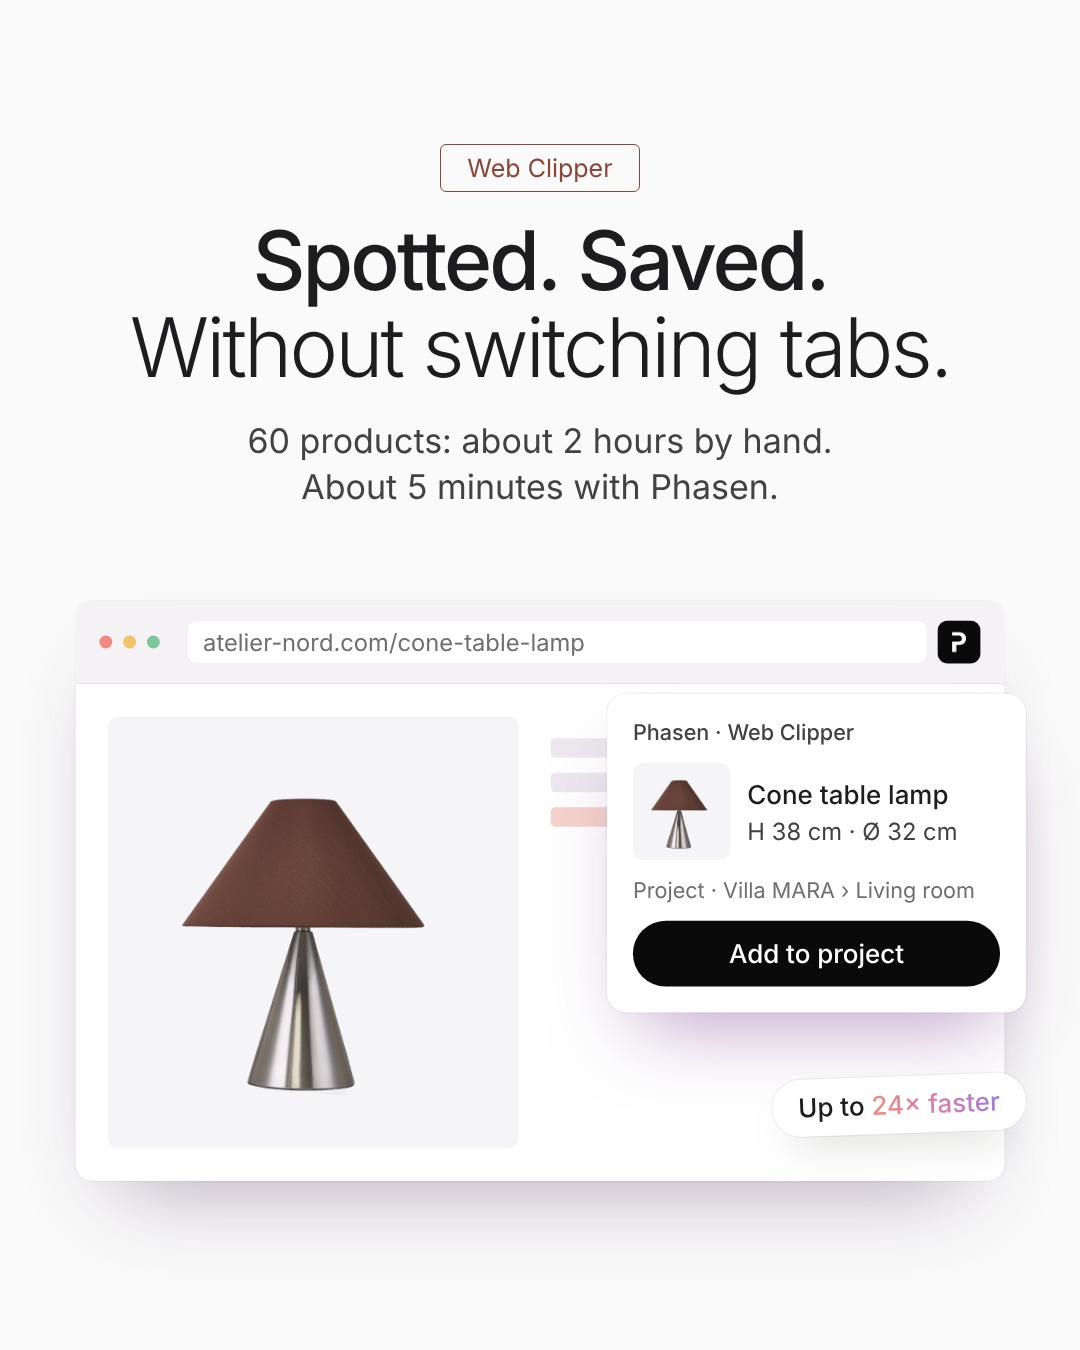 Web Clipper
Spotted. Saved.
Without switching tabs.
60 products: about 2 hours by hand.
About 5 minutes with Phasen.
atelier-nord.com/cone-table-lamp
P
Phasen · Web Clipper
Cone table lamp
H 38 cm · Ø 32 cm
Project · Villa MARA › Living room
Add to project
Up to 24× faster